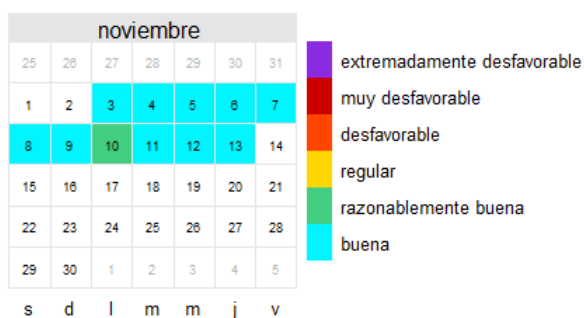 noviembre
25 26 27 28 29 30 31
1 2 3 4 5 6 7
8 9 10 11 12 13 14
15 16 17 18 19 20 21
22 23 24 25 26 27 28
29 30 1 2 3 4 5
s d l m m j v
extremadamente desfavorable
muy desfavorable
desfavorable
regular
razonablemente buena
buena